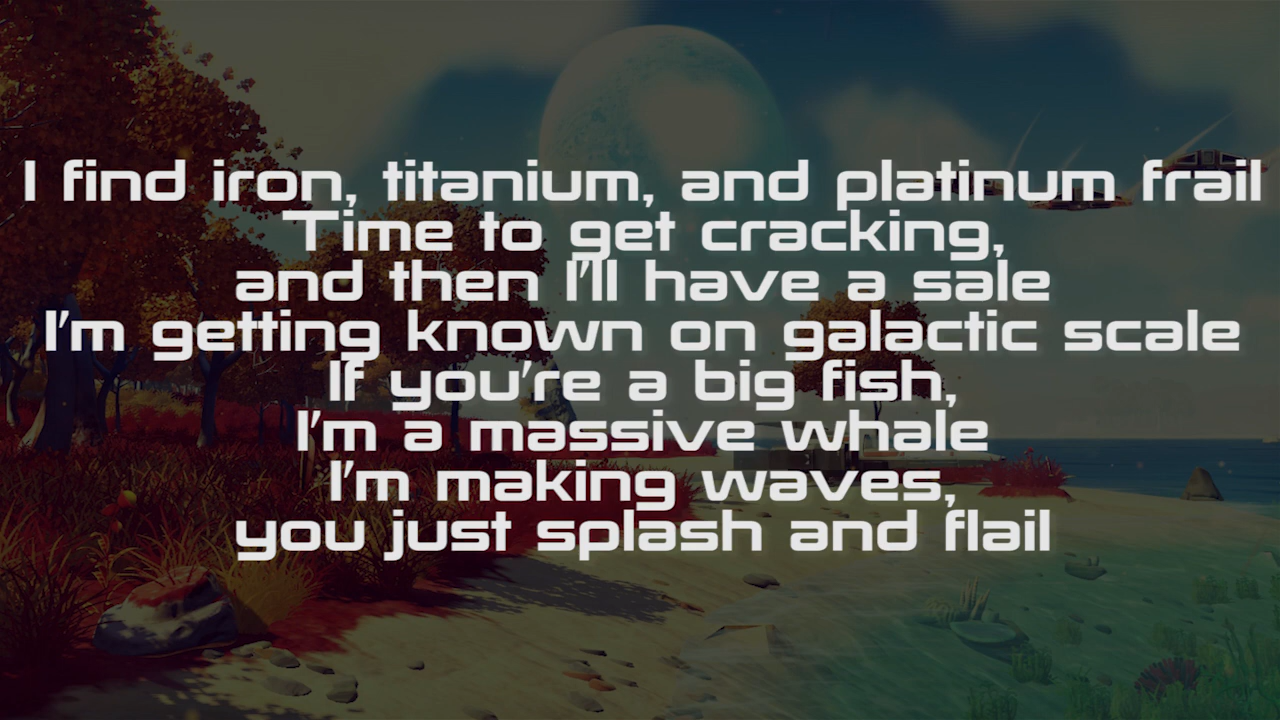 I find iron, titanium, and platinum frail
Time to get cracking,
and then I'll have a sale
I'm getting known on galactic scale
If you're a big fish,
I'm a massive whale
I'm making waves,
you just splash and flail